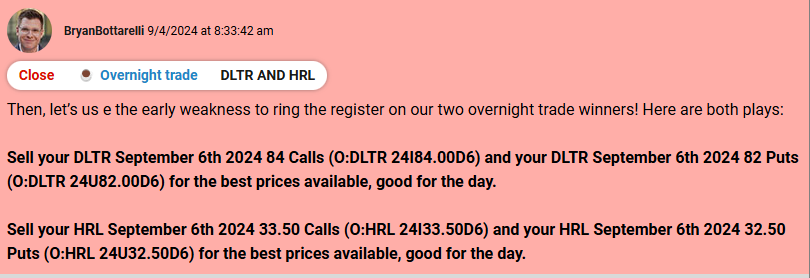 BryanBottarelli 9/4/2024 at 8:33:42 am
Close Overnight trade DLTR AND HRL
Then, let's us e the early weakness to ring the register on our two overnight trade winners! Here are both plays:
Sell your DLTR September 6th 2024 84 Calls (O:DLTR 24I84.00D6) and your DLTR September 6th 2024 82 Puts
(O:DLTR 24U82.00D6) for the best prices available, good for the day.
Sell your HRL September 6th 2024 33.50 Calls (O:HRL 24I33.50D6) and your HRL September 6th 2024 32.50
Puts (O:HRL 24U32.50D6) for the best prices available, good for the day.